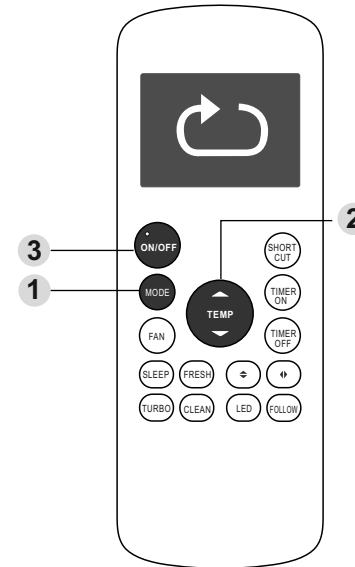 2
3
ON/OFF
SHORT
CUT
1
MODE
TEMP
TIMER
ON
FAN
TIMER
OFF
SLEEP
FRESH
TURBO
CLEAN
LED
FOLLOW